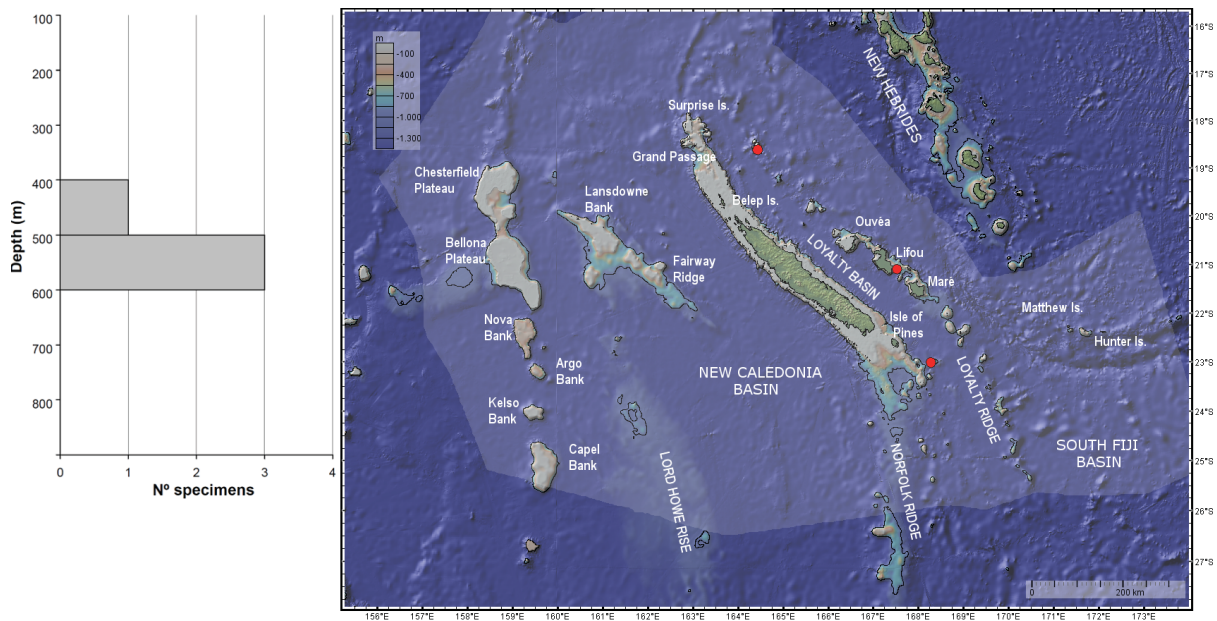 100
200
300
400
500
600
700
800
Depth (m)
0
1
2
3
4
Nº specimens
m
-100
-400
-700
-1.000
-1.300
Surprise Is.
Grand Passage
Chesterfield
Plateau
Lansdowne
Bank
Belep Is.
NEW HEBRIDES
Bellona
Plateau
Fairway
Ridge
LOYALTY BASIN
Ouvéa
Lifou
Maré
Nova
Bank
Isle of
Pines
Matthew Is.
Hunter Is.
Argo
Bank
NEW CALEDONIA
BASIN
LOYALTY RIDGE
Kelso
Bank
Capel
Bank
LORD HOWE RISE
NORFOLK RIDGE
SOUTH FIJI
BASIN
16°S
17°S
18°S
19°S
20°S
21°S
22°S
23°S
24°S
25°S
26°S
27°S
0
200 km
156°E
157°E
158°E
159°E
160°E
161°E
162°E
163°E
164°E
165°E
166°E
167°E
168°E
169°E
170°E
171°E
172°E
173°E